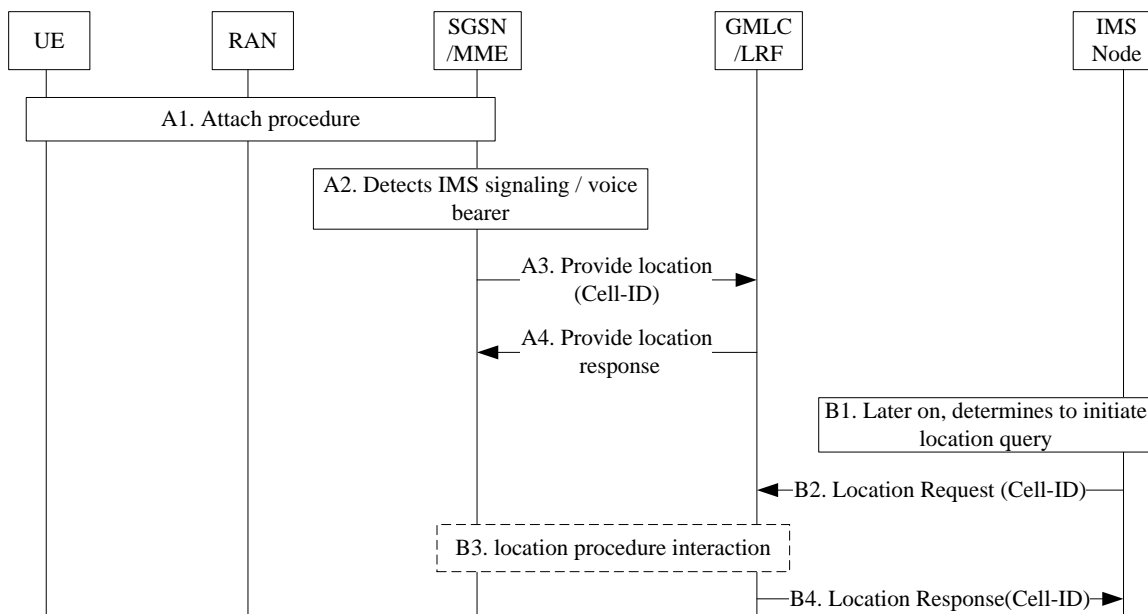 UE
RAN
SGSN
/MME
GMLC
/LRF
IMS
Node
A1. Attach procedure
A2. Detects IMS signaling / voice
bearer
A3. Provide location
(Cell-ID)
A4. Provide location
response
B1. Later on, determines to initiate
location query
B2. Location Request (Cell-ID)
B3. location procedure interaction
B4. Location Response(Cell-ID)